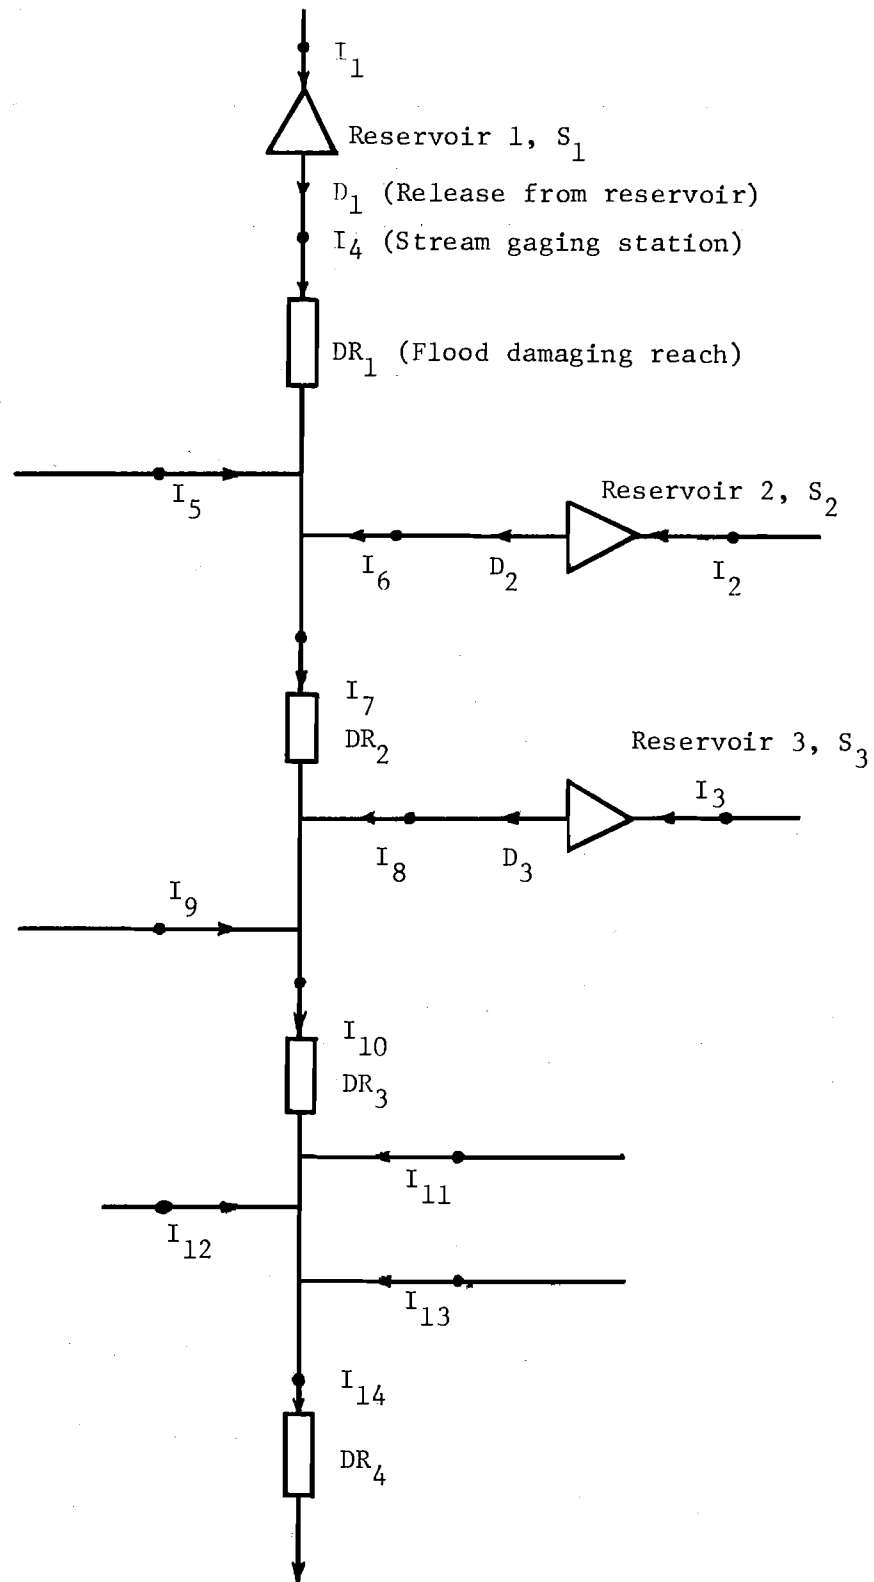 I1
Reservoir 1, S1
D1 (Release from reservoir)
I4 (Stream gaging station)
DR1 (Flood damaging reach)
I5
Reservoir 2, S2
I6
D2
I2
I7
DR2
Reservoir 3, S3
I3
I8
D3
I9
I10
DR3
I11
I12
I13
I14
DR4